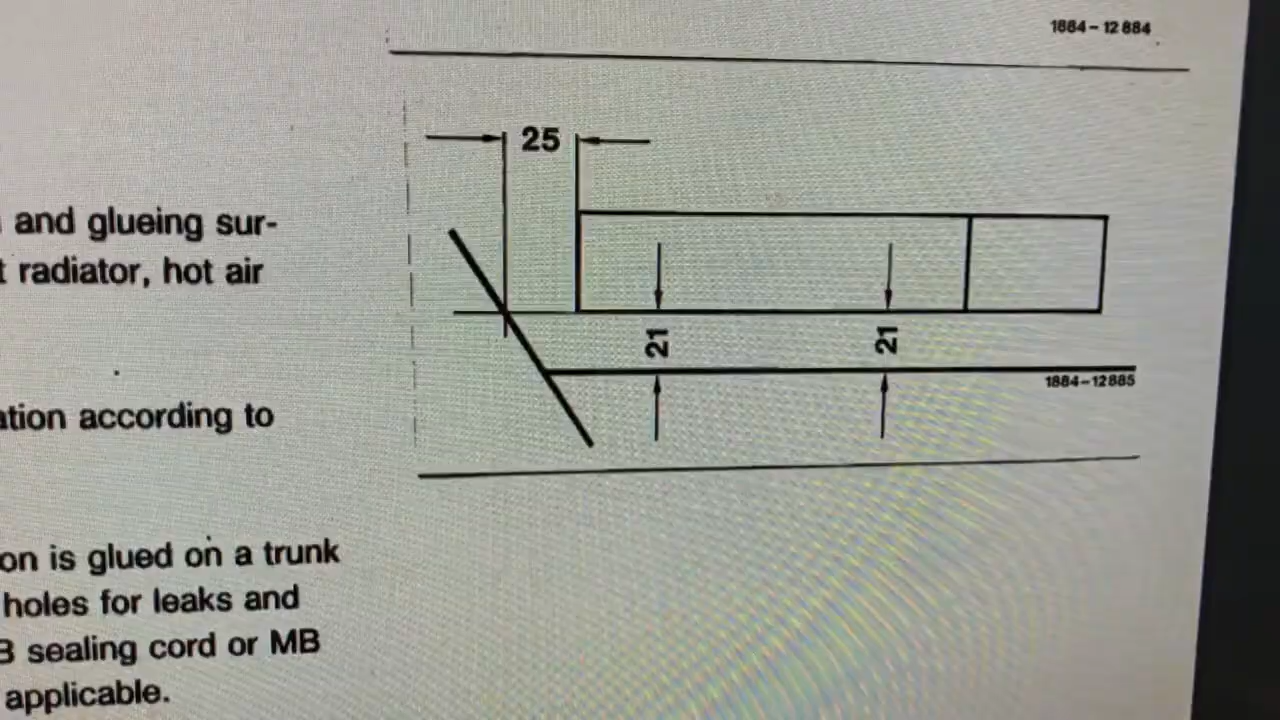 1884-12 884
25
and glueing sur-
radiator, hot air
21
21
1884-12885
according to
on is glued on a trunk
holes for leaks and
sealing cord or MB
applicable.